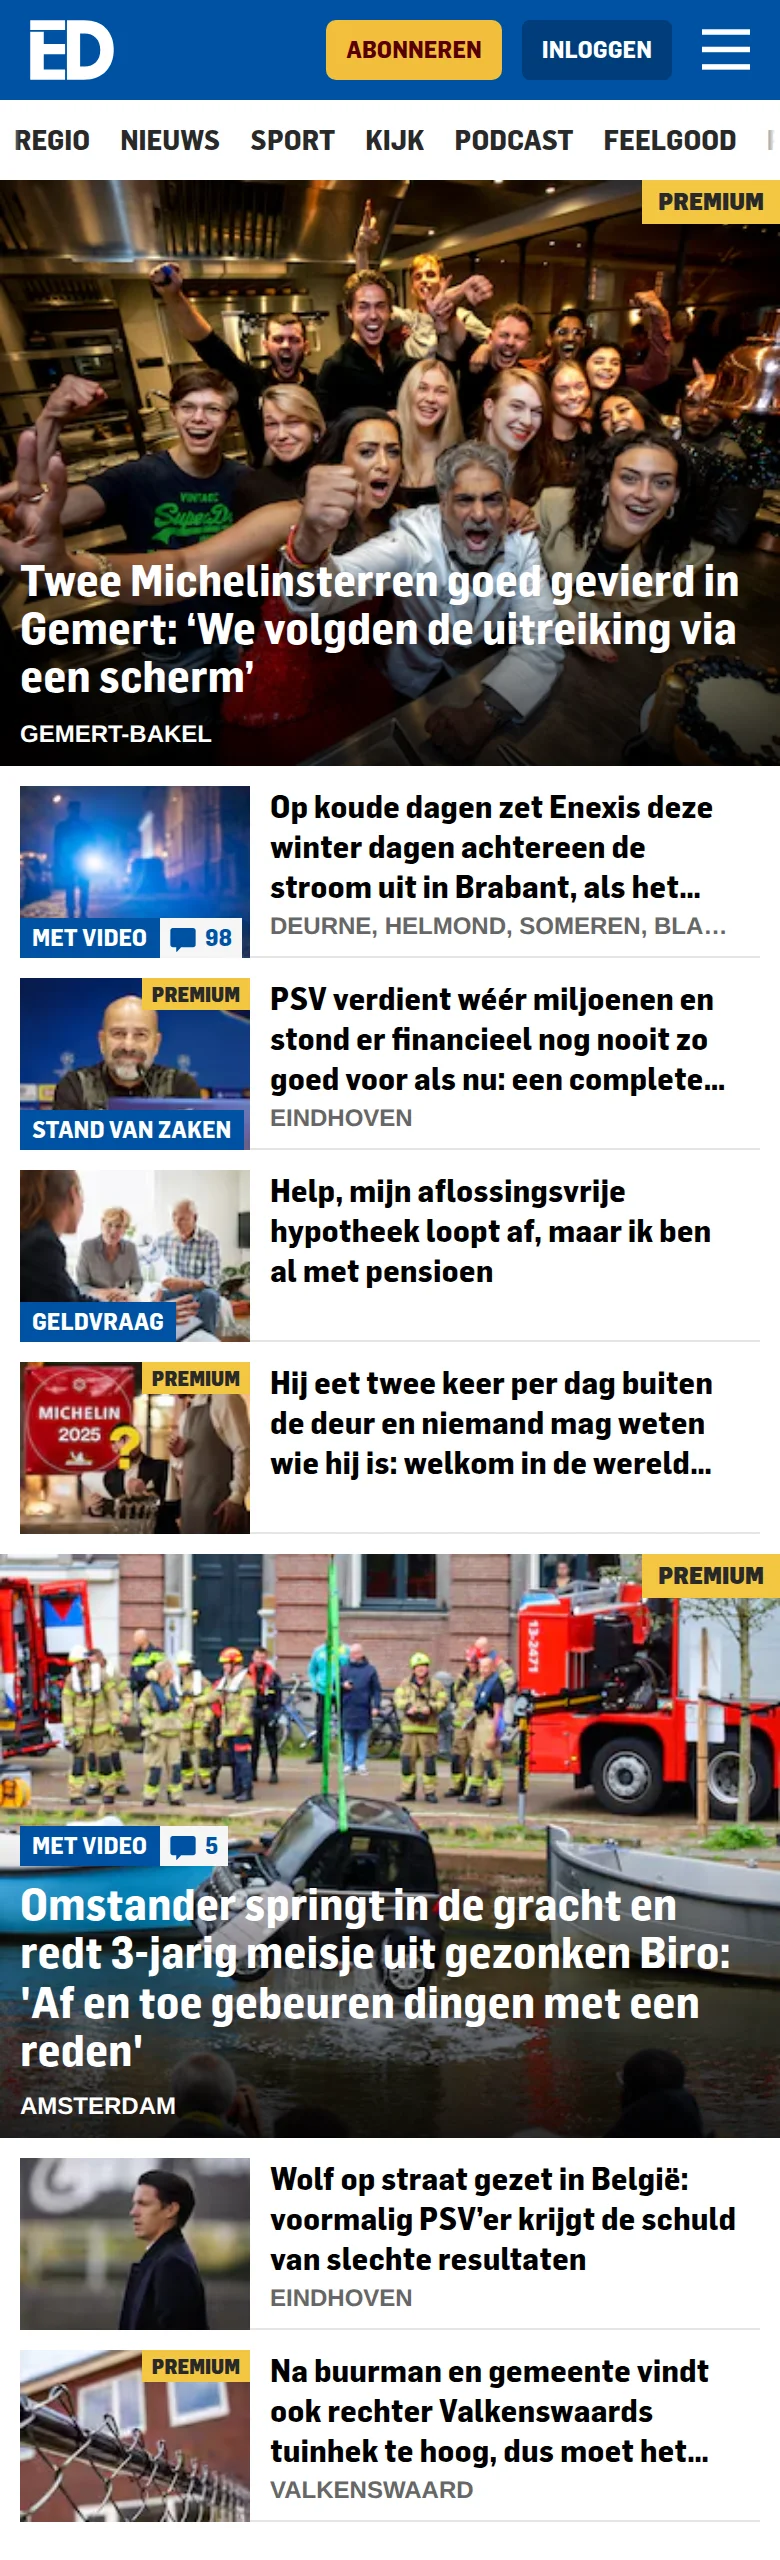 ED
ABONNEREN
INLOGGEN
REGIO NIEUWS SPORT KIJK PODCAST FEELGOOD
PREMIUM
VINTAGE
SuperD
Twee Michelinsterren goed gevierd in
Gemert: ‘We volgden de uitreiking via
een scherm’
GEMERT-BAKEL
MET VIDEO 98
Op koude dagen zet Enexis deze
winter dagen achtereen de
stroom uit in Brabant, als het...
DEURNE, HELMOND, SOMEREN, BLA...
PREMIUM
STAND VAN ZAKEN
PSV verdient wéér miljoenen en
stond er financieel nog nooit zo
goed voor als nu: een complete...
EINDHOVEN
GELDVRAAG
Help, mijn aflossingsvrije
hypotheek loopt af, maar ik ben
al met pensioen
PREMIUM
MICHELIN
2025
?
Hij eet twee keer per dag buiten
de deur en niemand mag weten
wie hij is: welkom in de wereld...
PREMIUM
13-2471
MET VIDEO 5
Omstander springt in de gracht en
redt 3-jarig meisje uit gezonken Biro:
'Af en toe gebeuren dingen met een
reden'
AMSTERDAM
Wolf op straat gezet in België:
voormalig PSV’er krijgt de schuld
van slechte resultaten
EINDHOVEN
PREMIUM
Na buurman en gemeente vindt
ook rechter Valkenswaards
tuinhek te hoog, dus moet het...
VALKENSWAARD